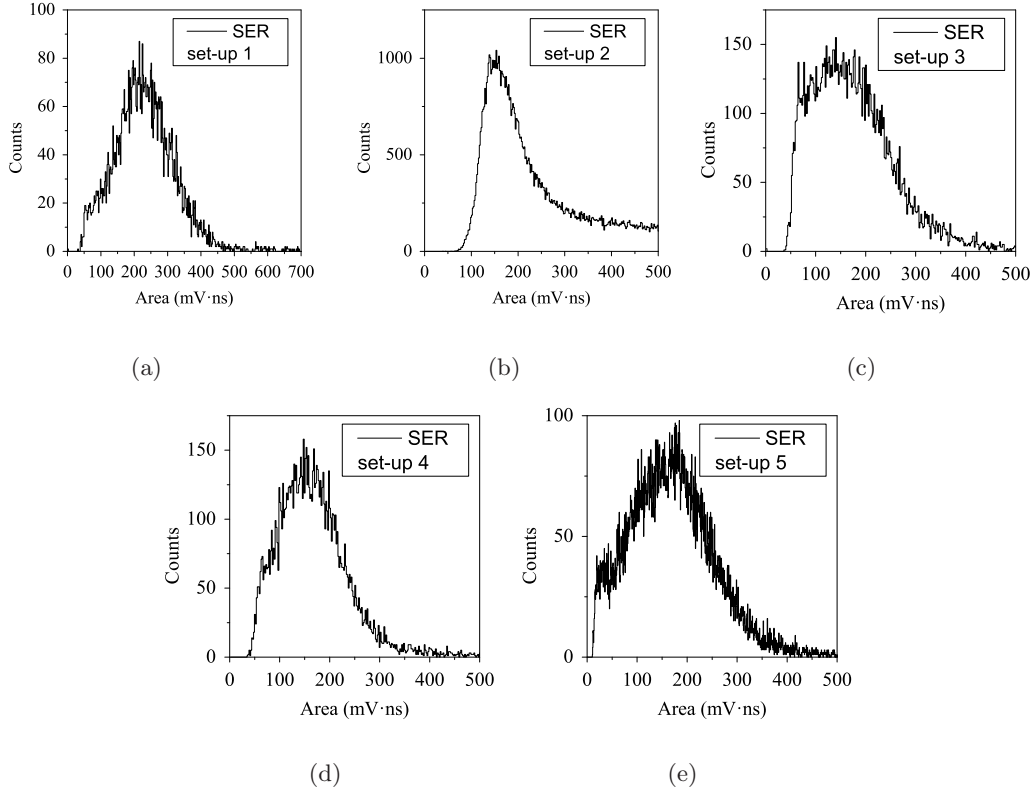 100
80
60
40
20
0
Counts
SER
set-up 1
0 100 200 300 400 500 600 700
Area (mV·ns)
(a)
1000
500
0
Counts
SER
set-up 2
0 100 200 300 400 500
Area (mV·ns)
(b)
150
100
50
0
Counts
SER
set-up 3
0 100 200 300 400 500
Area (mV·ns)
(c)
150
100
50
0
Counts
SER
set-up 4
0 100 200 300 400 500
Area (mV·ns)
(d)
100
50
0
Counts
SER
set-up 5
0 100 200 300 400 500
Area (mV·ns)
(e)